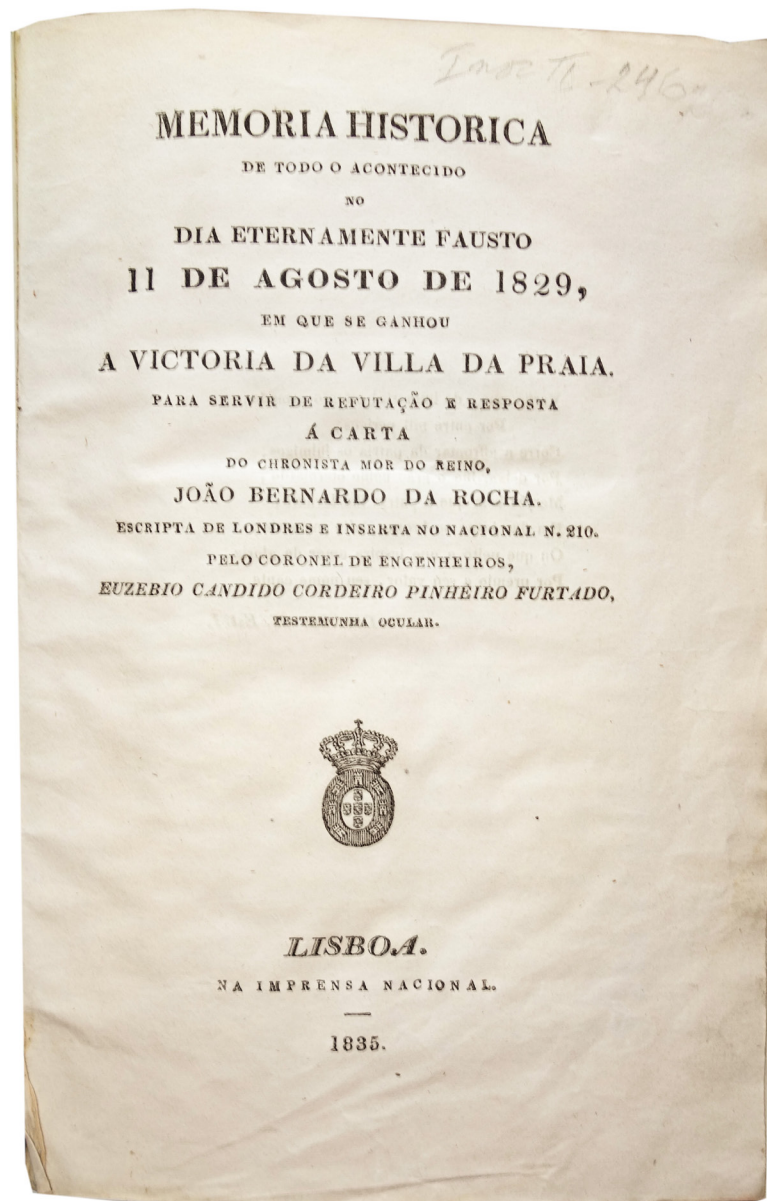 MEMORIA HISTORICA
DE TODO O ACONTECIDO
NO
DIA ETERNAMENTE FAUSTO
11 DE AGOSTO DE 1829,
EM QUE SE GANHOU
A VICTORIA DA VILLA DA PRAIA.
PARA SERVIR DE REFUTAÇÃO E RESPOSTA
Á CARTA
DO CHRONISTA MOR DO REINO,
JOÃO BERNARDO DA ROCHA.
ESCRIPTA DE LONDRES E INSERTA NO NACIONAL N. 210.
PELO CORONEL DE ENGENHEIROS,
EUZEBIO CANDIDO CORDEIRO PINHEIRO FURTADO,
TESTEMUNHA OCULAR.
LISBOA.
NA IMPRENSA NACIONAL.
1835.